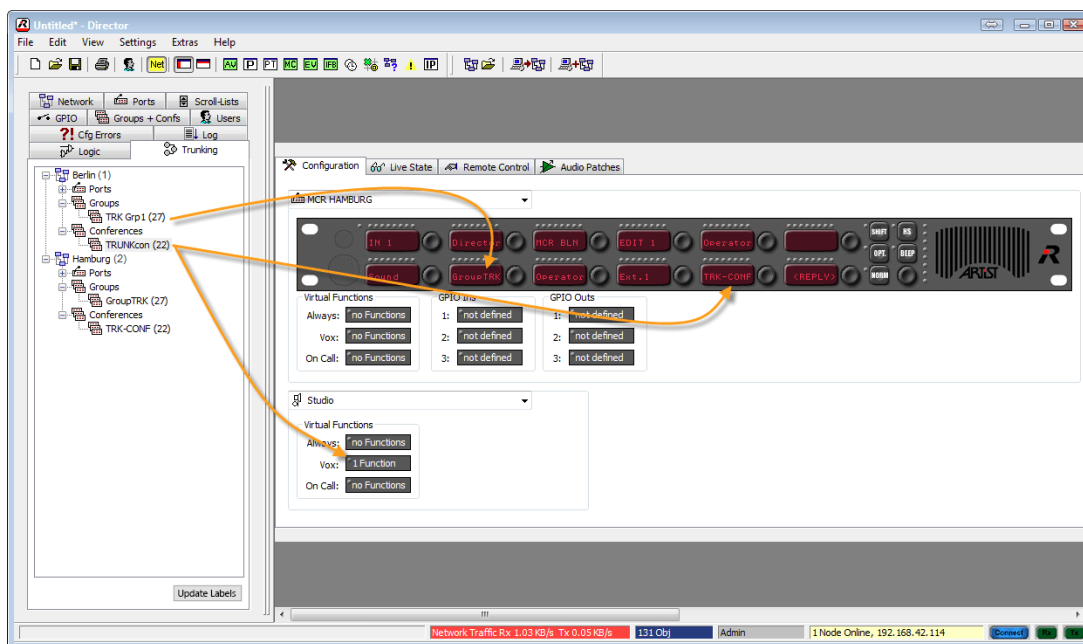 Untitled* - Director
File Edit View Settings Extras Help
Net AV P PT MC EV IFB IP
Network Ports Scroll-Lists
GPIO Groups + Confs Users
?! Cfg Errors Log
Logic Trunking
Berlin (1)
Ports
Groups
TRK Grp1 (27)
Conferences
TRUNKcon (22)
Hamburg (2)
Ports
Groups
GroupTRK (27)
Conferences
TRK-CONF (22)
Update Labels
Configuration Live State Remote Control Audio Patches
MCR HAMBURG
IN 1 Director MCR BLN EDIT 1 Operator SHIFT HS
OPT. BEEP
Sound GroupTRK Operator Ext.1 TRK-CONF <REPLY> NORM ARTIST R
Virtual Functions GPIO Ins GPIO Outs
Always: no Functions 1: not defined 1: not defined
Vox: no Functions 2: not defined 2: not defined
On Call: no Functions 3: not defined 3: not defined
Studio
Virtual Functions
Always: no Functions
Vox: 1 Function
On Call: no Functions
Network Traffic Rx 1.03 KB/s Tx 0.05 KB/s 131 Obj Admin 1 Node Online, 192.168.42.114 Connect Rx Tx